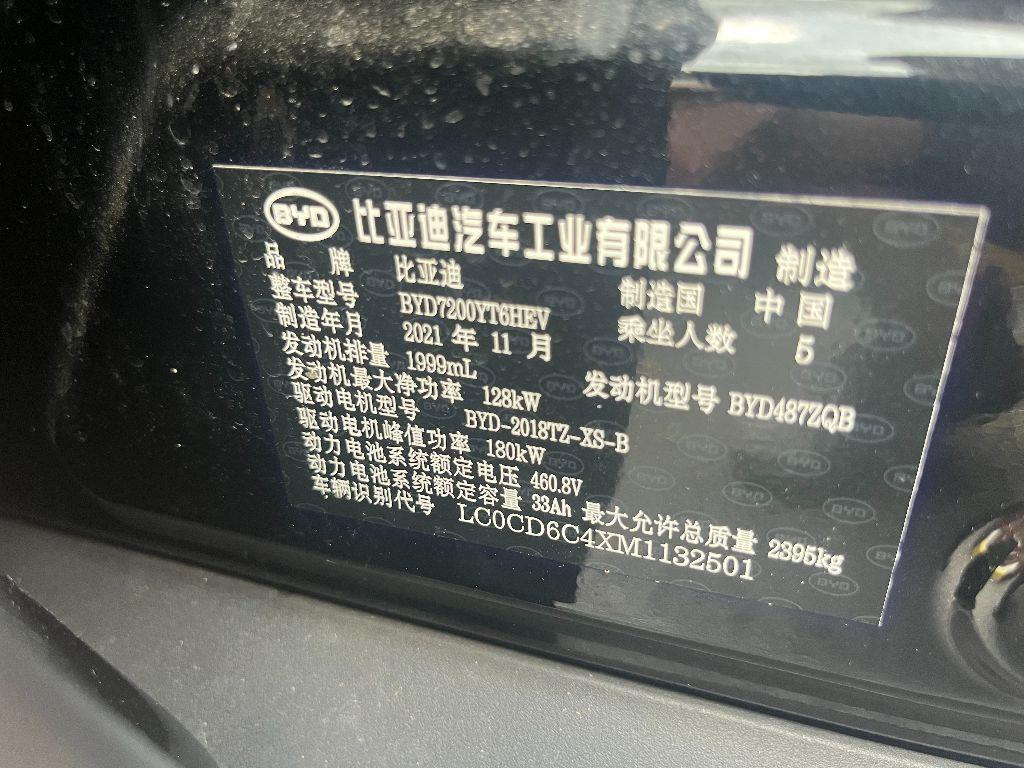 BYD 比亚迪汽车工业有限公司 制造
品 牌 比亚迪 制造国 中国
整车型号 BYD7200YT6HEV 乘坐人数 5
制造年月 2021 年 11 月
发动机排量 1999mL 发动机型号 BYD487ZQB
发动机最大净功率 128kW
驱动电机型号 BYD-2018TZ-XS-B
驱动电机峰值功率 180kW
动力电池系统额定电压 460.8V
动力电池系统额定容量 33Ah 最大允许总质量 2395kg
车辆识别代号 LC0CD6C4XM1132501